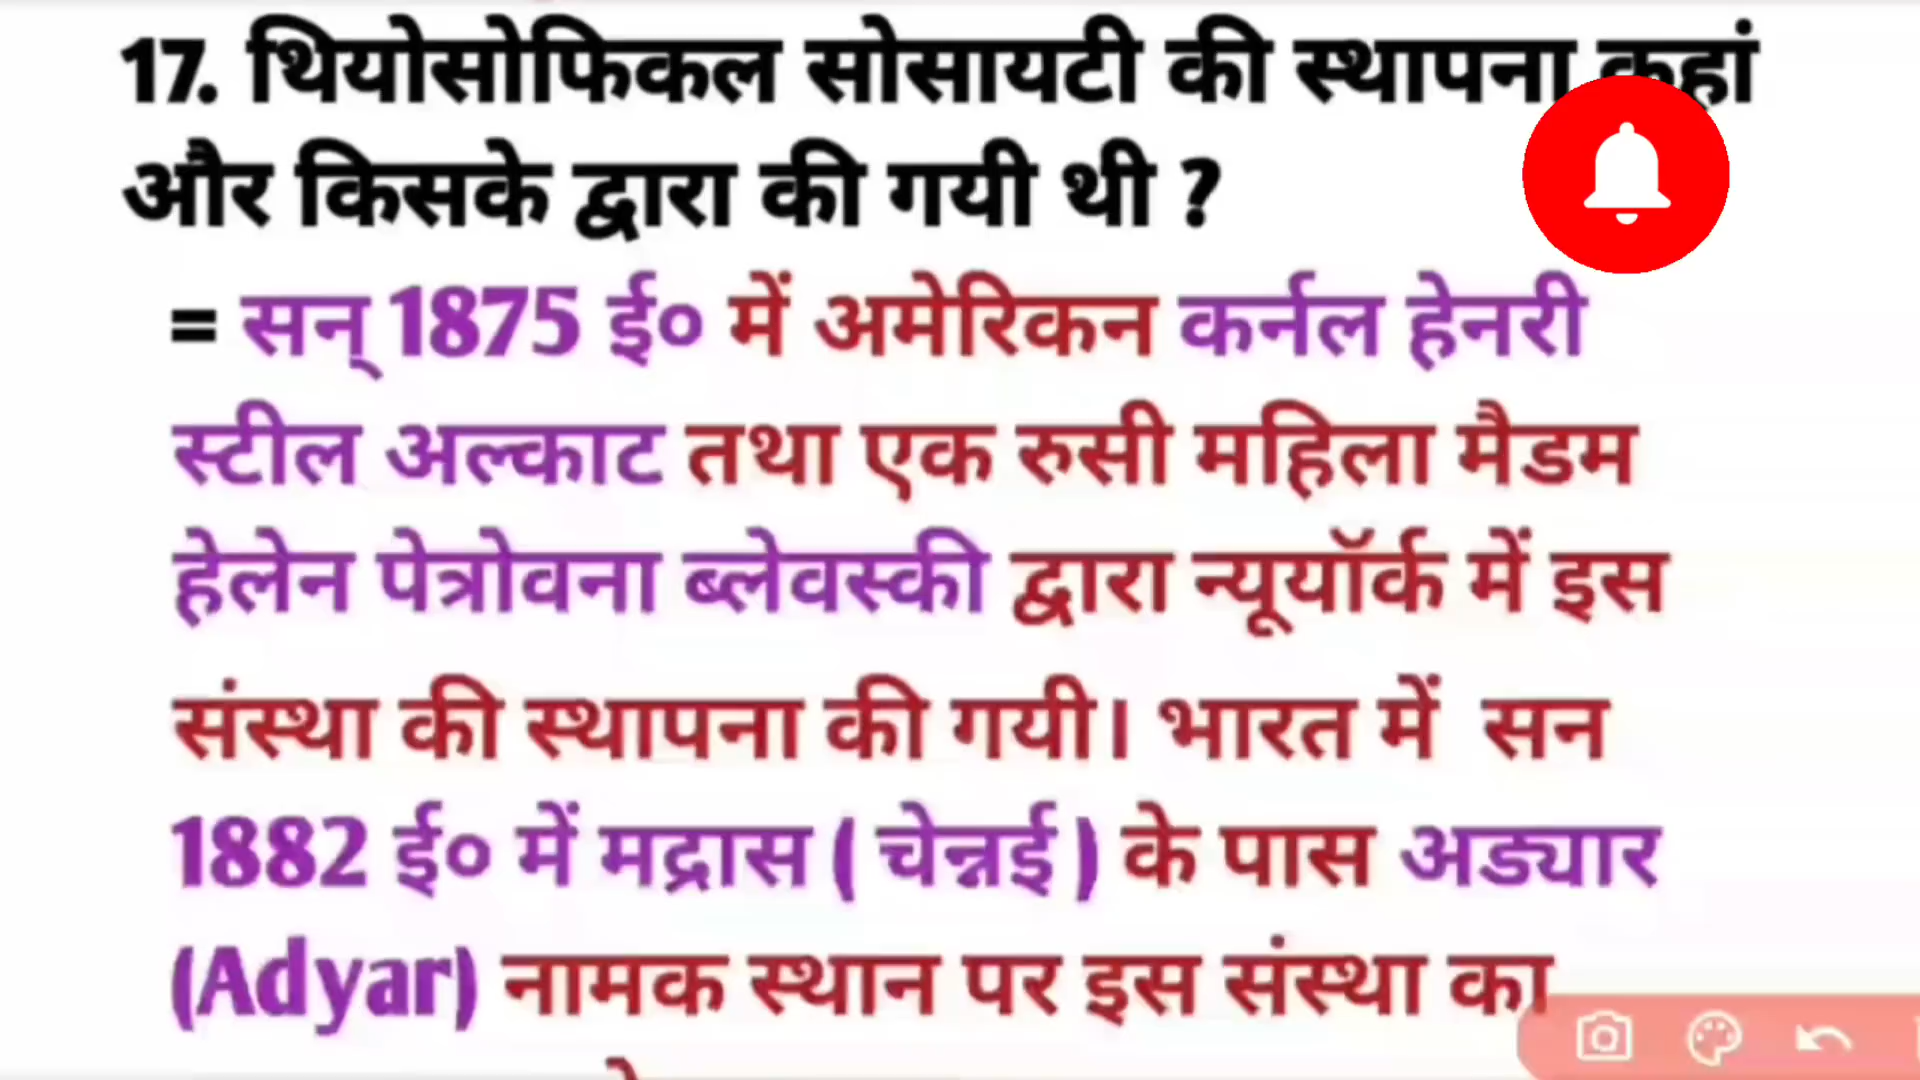 17. थियोसोफिकल सोसायटी की स्थापना कहां
और किसके द्वारा की गयी थी ?
= सन् 1875 ई० में अमेरिकन कर्नल हेनरी
स्टील अल्काट तथा एक रुसी महिला मैडम
हेलेन पेत्रोवना ब्लेवस्की द्वारा न्यूयॉर्क में इस
संस्था की स्थापना की गयी। भारत में सन
1882 ई० में मद्रास ( चेन्नई ) के पास अड्यार
(Adyar) नामक स्थान पर इस संस्था का